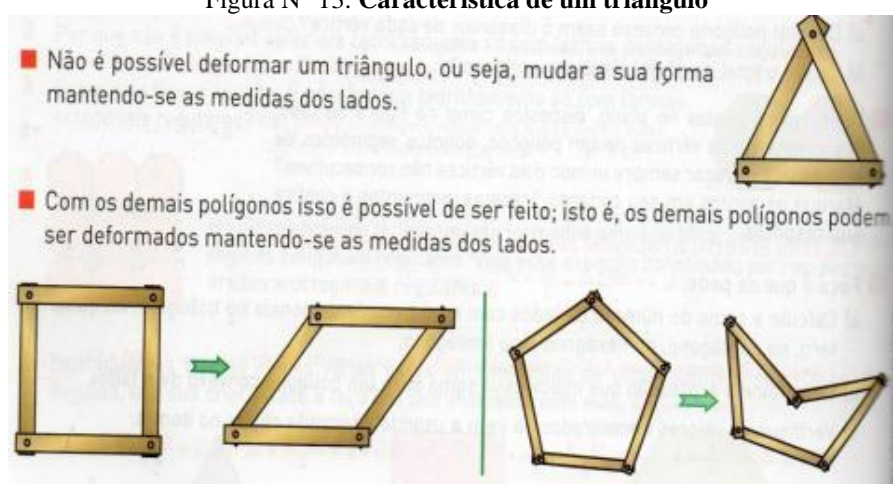 Figura Nº 13: Característica de um triângulo
Não é possível deformar um triângulo, ou seja, mudar a sua forma
mantendo-se as medidas dos lados.
Com os demais polígonos isso é possível de ser feito; isto é, os demais polígonos podem
ser deformados mantendo-se as medidas dos lados.